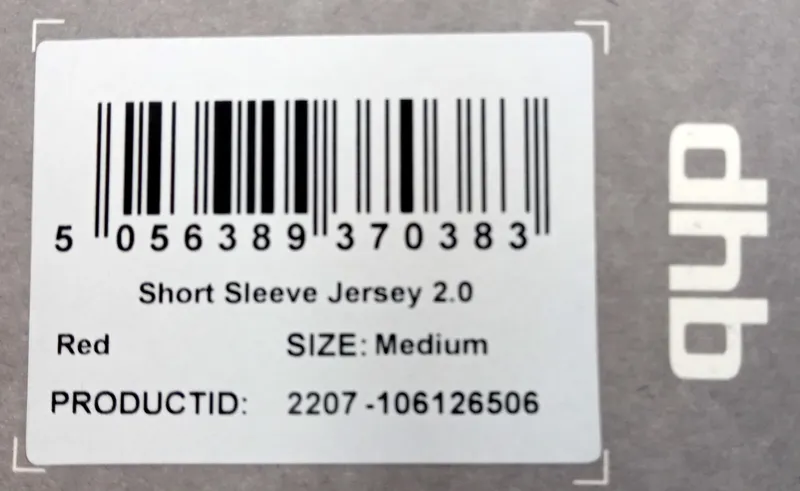 5 056389 370383
Short Sleeve Jersey 2.0
Red SIZE: Medium
PRODUCTID: 2207 -106126506
dhb